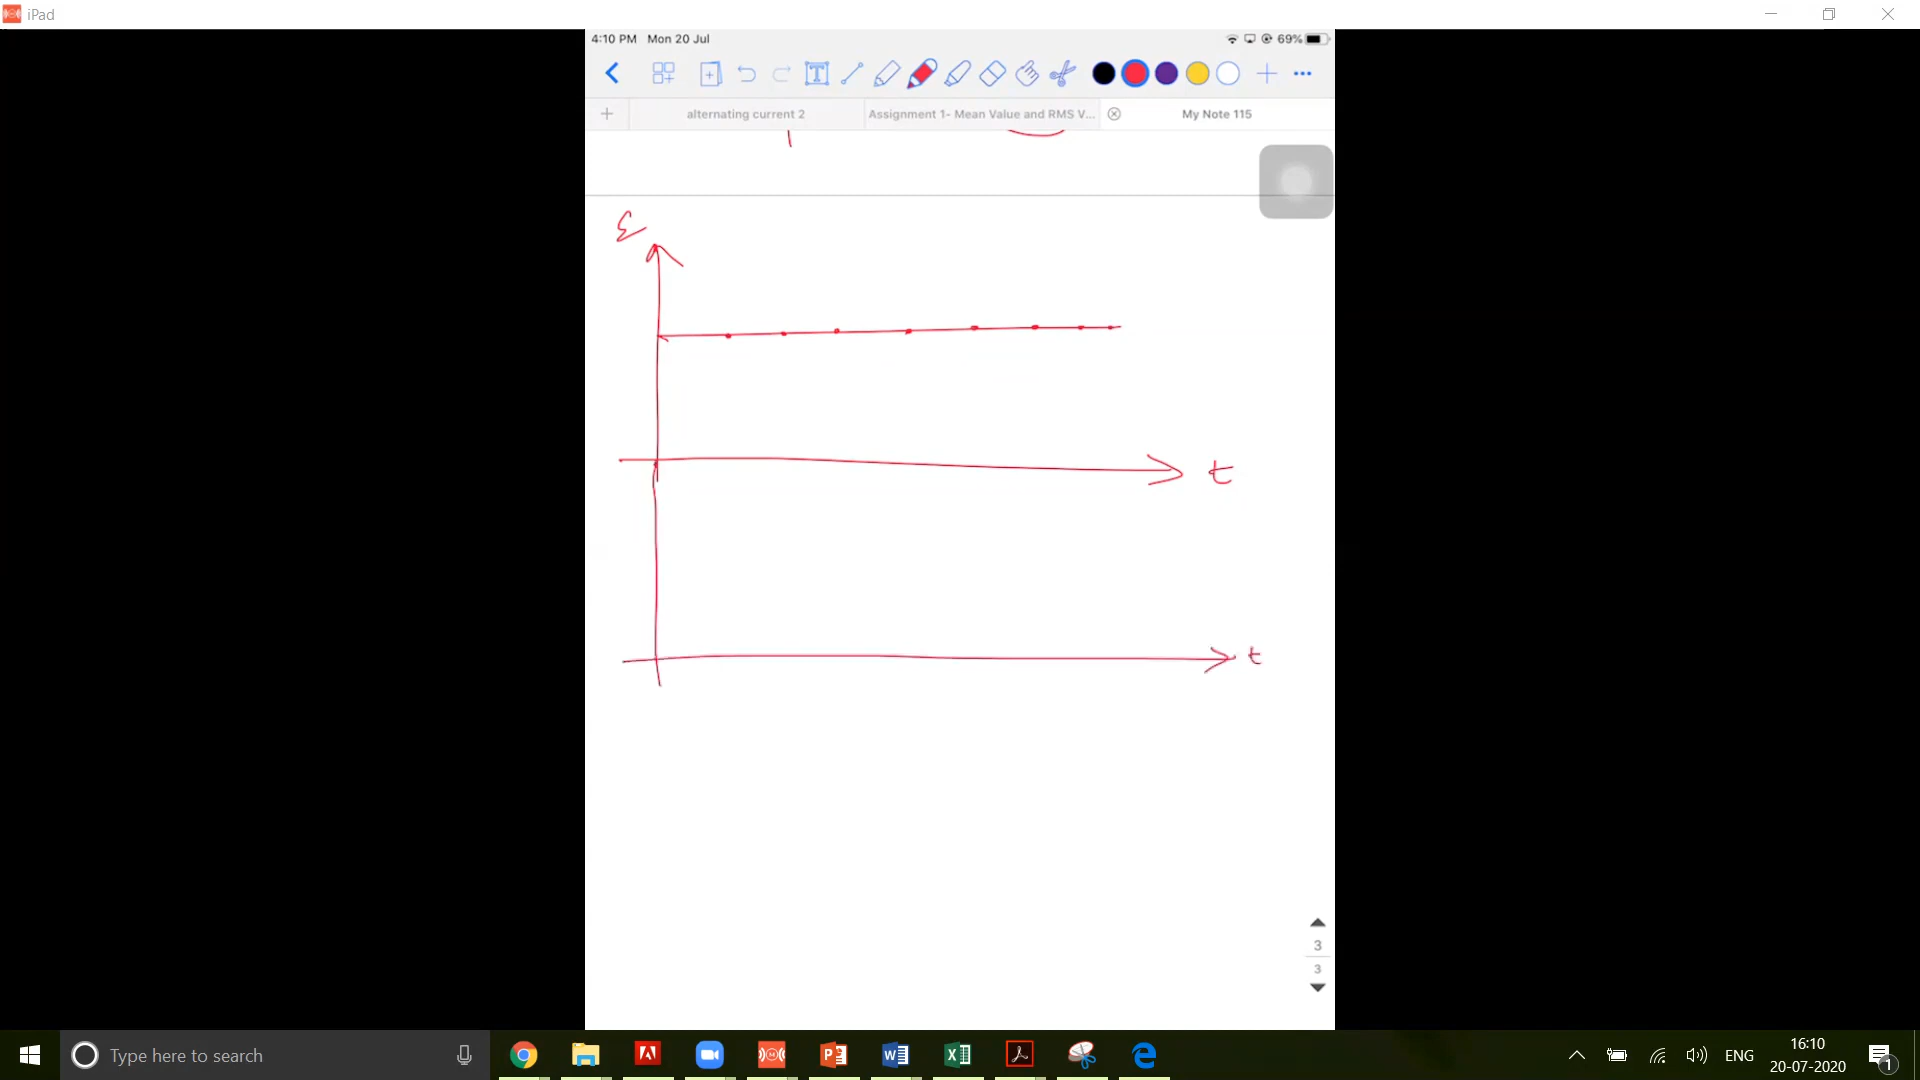 iPad
4:10 PM Mon 20 Jul
69%
alternating current 2
Assignment 1- Mean Value and RMS V...
My Note 115
ε
t
t
3
3
Type here to search
ENG
16:10
20-07-2020
1